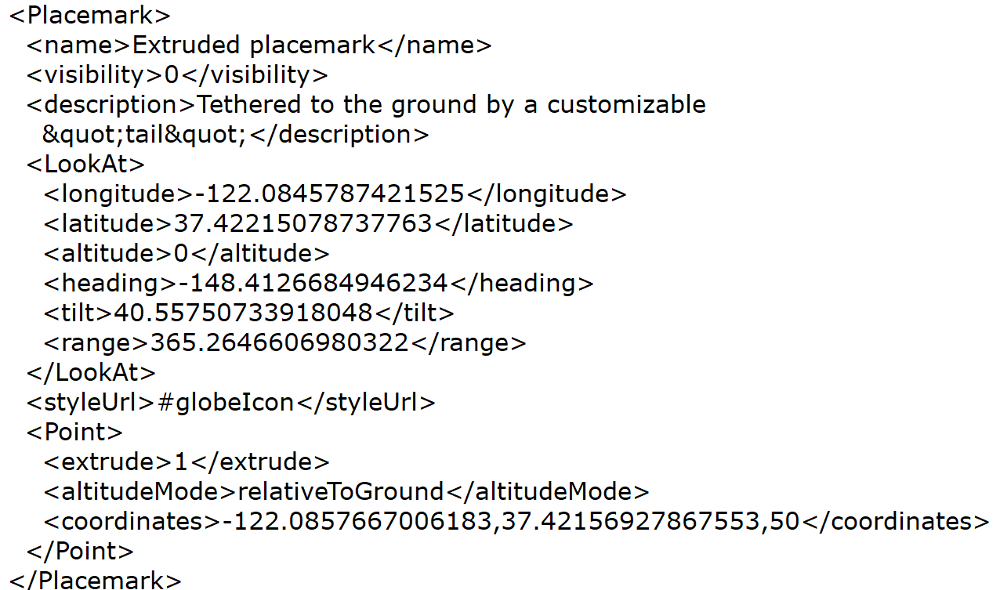 <Placemark>
<name>Extruded placemark</name>
<visibility>0</visibility>
<description>Tethered to the ground by a customizable
&quot;tail&quot;</description>
<LookAt>
<longitude>-122.0845787421525</longitude>
<latitude>37.42215078737763</latitude>
<altitude>0</altitude>
<heading>-148.4126684946234</heading>
<tilt>40.55750733918048</tilt>
<range>365.2646606980322</range>
</LookAt>
<styleUrl>#globeIcon</styleUrl>
<Point>
<extrude>1</extrude>
<altitudeMode>relativeToGround</altitudeMode>
<coordinates>-122.0857667006183,37.42156927867553,50</coordinates>
</Point>
</Placemark>